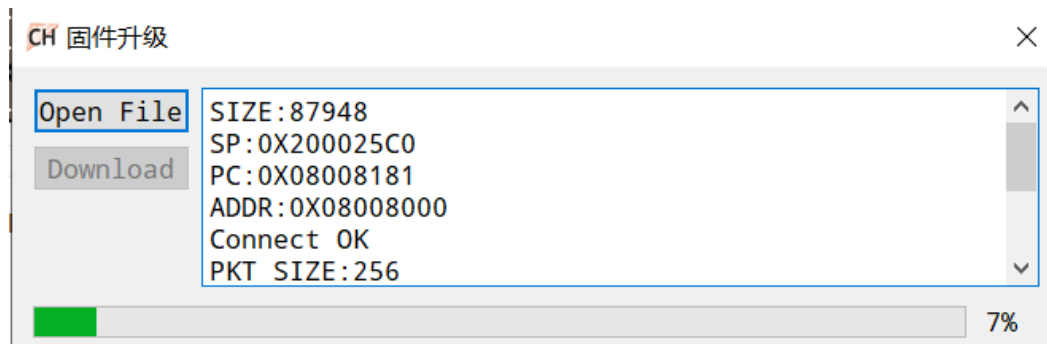 CH 固件升级
Open File
Download
SIZE:87948
SP:0X200025C0
PC:0X08008181
ADDR:0X08008000
Connect OK
PKT SIZE:256
7%